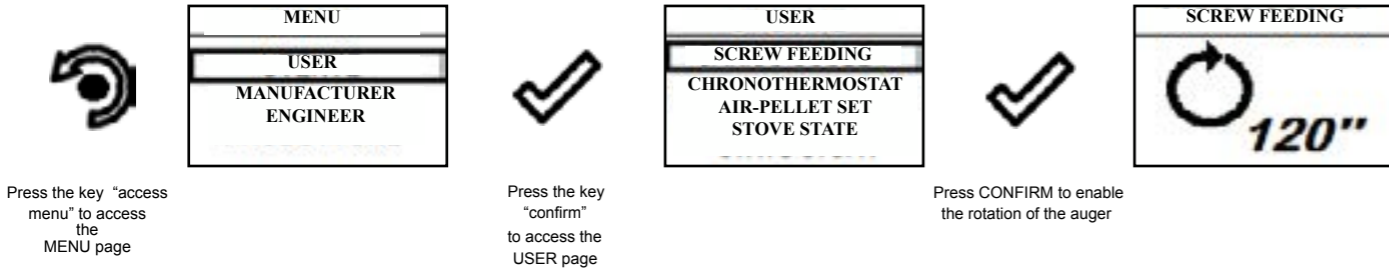 MENU
USER
MANUFACTURER
ENGINEER
USER
SCREW FEEDING
CHRONOTHERMOSTAT
AIR-PELLET SET
STOVE STATE
SCREW FEEDING
120"
Press the key “access
menu” to access
the
MENU page
Press the key
“confirm”
to access the
USER page
Press CONFIRM to enable
the rotation of the auger